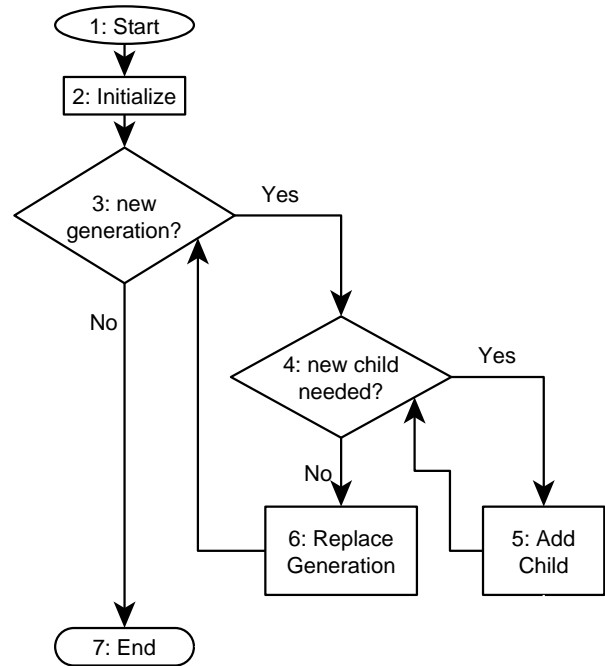 1: Start
2: Initialize
3: new
generation?
Yes
No
4: new child
needed?
Yes
No
6: Replace
Generation
5: Add
Child
7: End